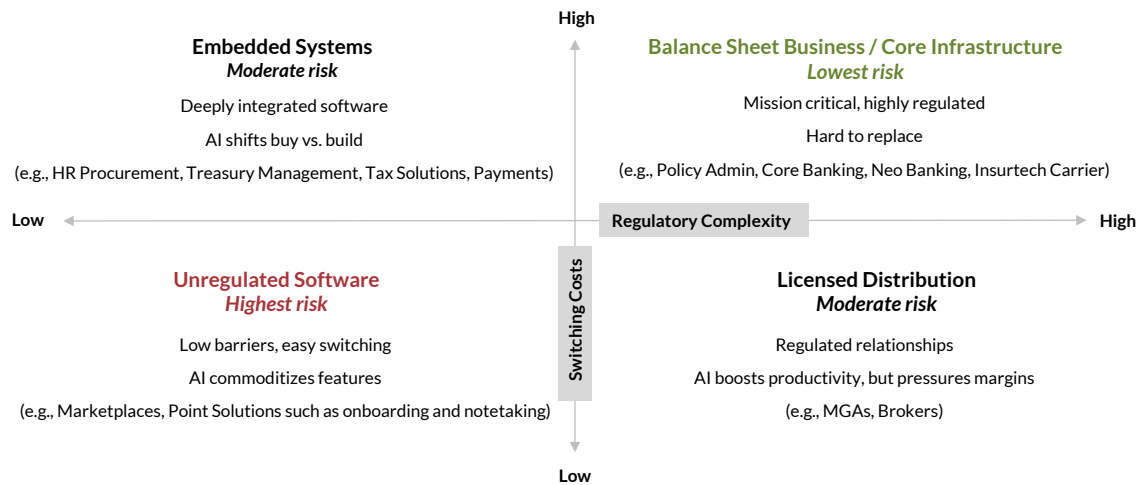 High
Embedded Systems
Moderate risk
Deeply integrated software
AI shifts buy vs. build
(e.g., HR Procurement, Treasury Management, Tax Solutions, Payments)
Balance Sheet Business / Core Infrastructure
Lowest risk
Mission critical, highly regulated
Hard to replace
(e.g., Policy Admin, Core Banking, Neo Banking, Insurtech Carrier)
Low
Regulatory Complexity
High
Switching Costs
Unregulated Software
Highest risk
Low barriers, easy switching
AI commoditizes features
(e.g., Marketplaces, Point Solutions such as onboarding and notetaking)
Licensed Distribution
Moderate risk
Regulated relationships
AI boosts productivity, but pressures margins
(e.g., MGAs, Brokers)
Low